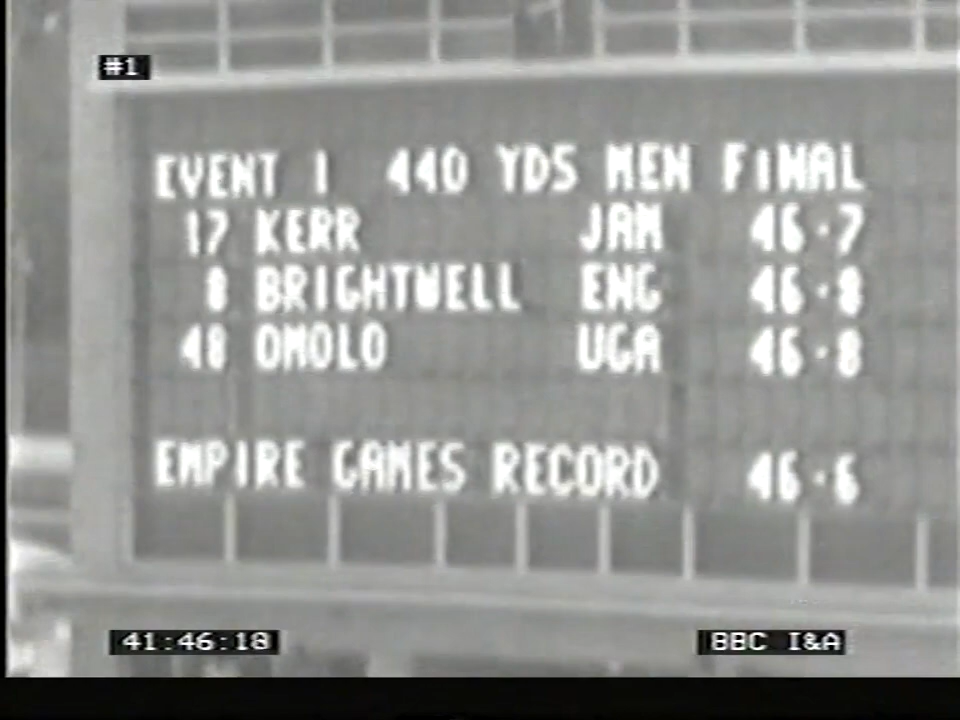 #1
EVENT 1 440 YDS MEN FINAL
17 KERR JAM 46·7
8 BRIGHTWELL ENG 46·8
48 OMOLO UGA 46·8
EMPIRE GAMES RECORD 46·6
41:46:18 BBC I&A